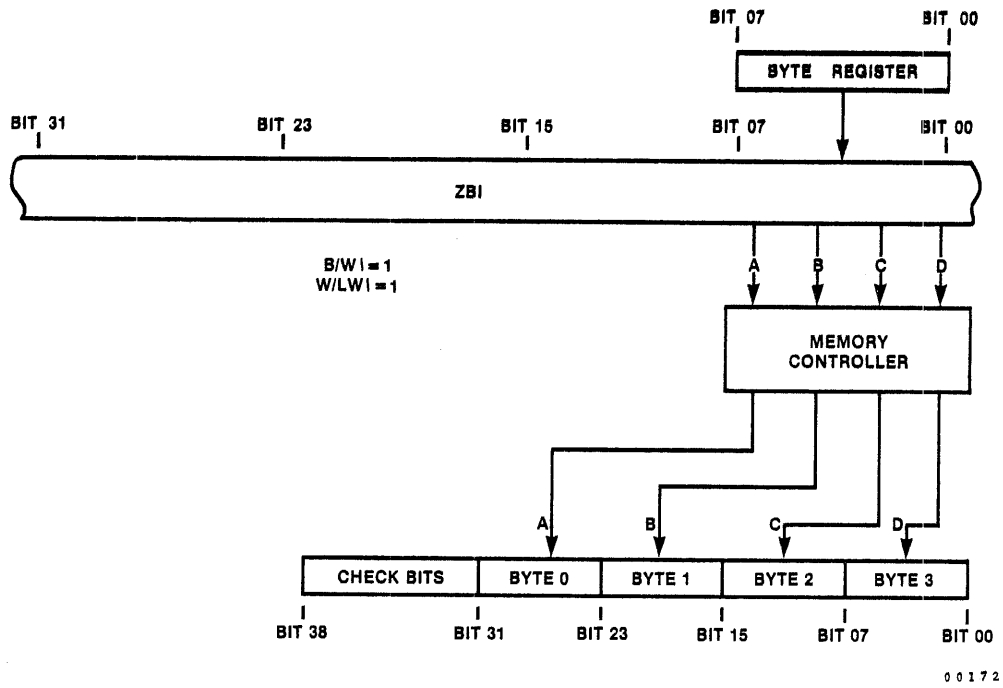 BIT 07 BIT 00
BYTE REGISTER
BIT 31 BIT 23 BIT 15 BIT 07 BIT 00
ZBI
B/W\=1
W/LW\=1
A B C D
MEMORY
CONTROLLER
A B C D
CHECK BITS BYTE 0 BYTE 1 BYTE 2 BYTE 3
BIT 38 BIT 31 BIT 23 BIT 15 BIT 07 BIT 00
00172